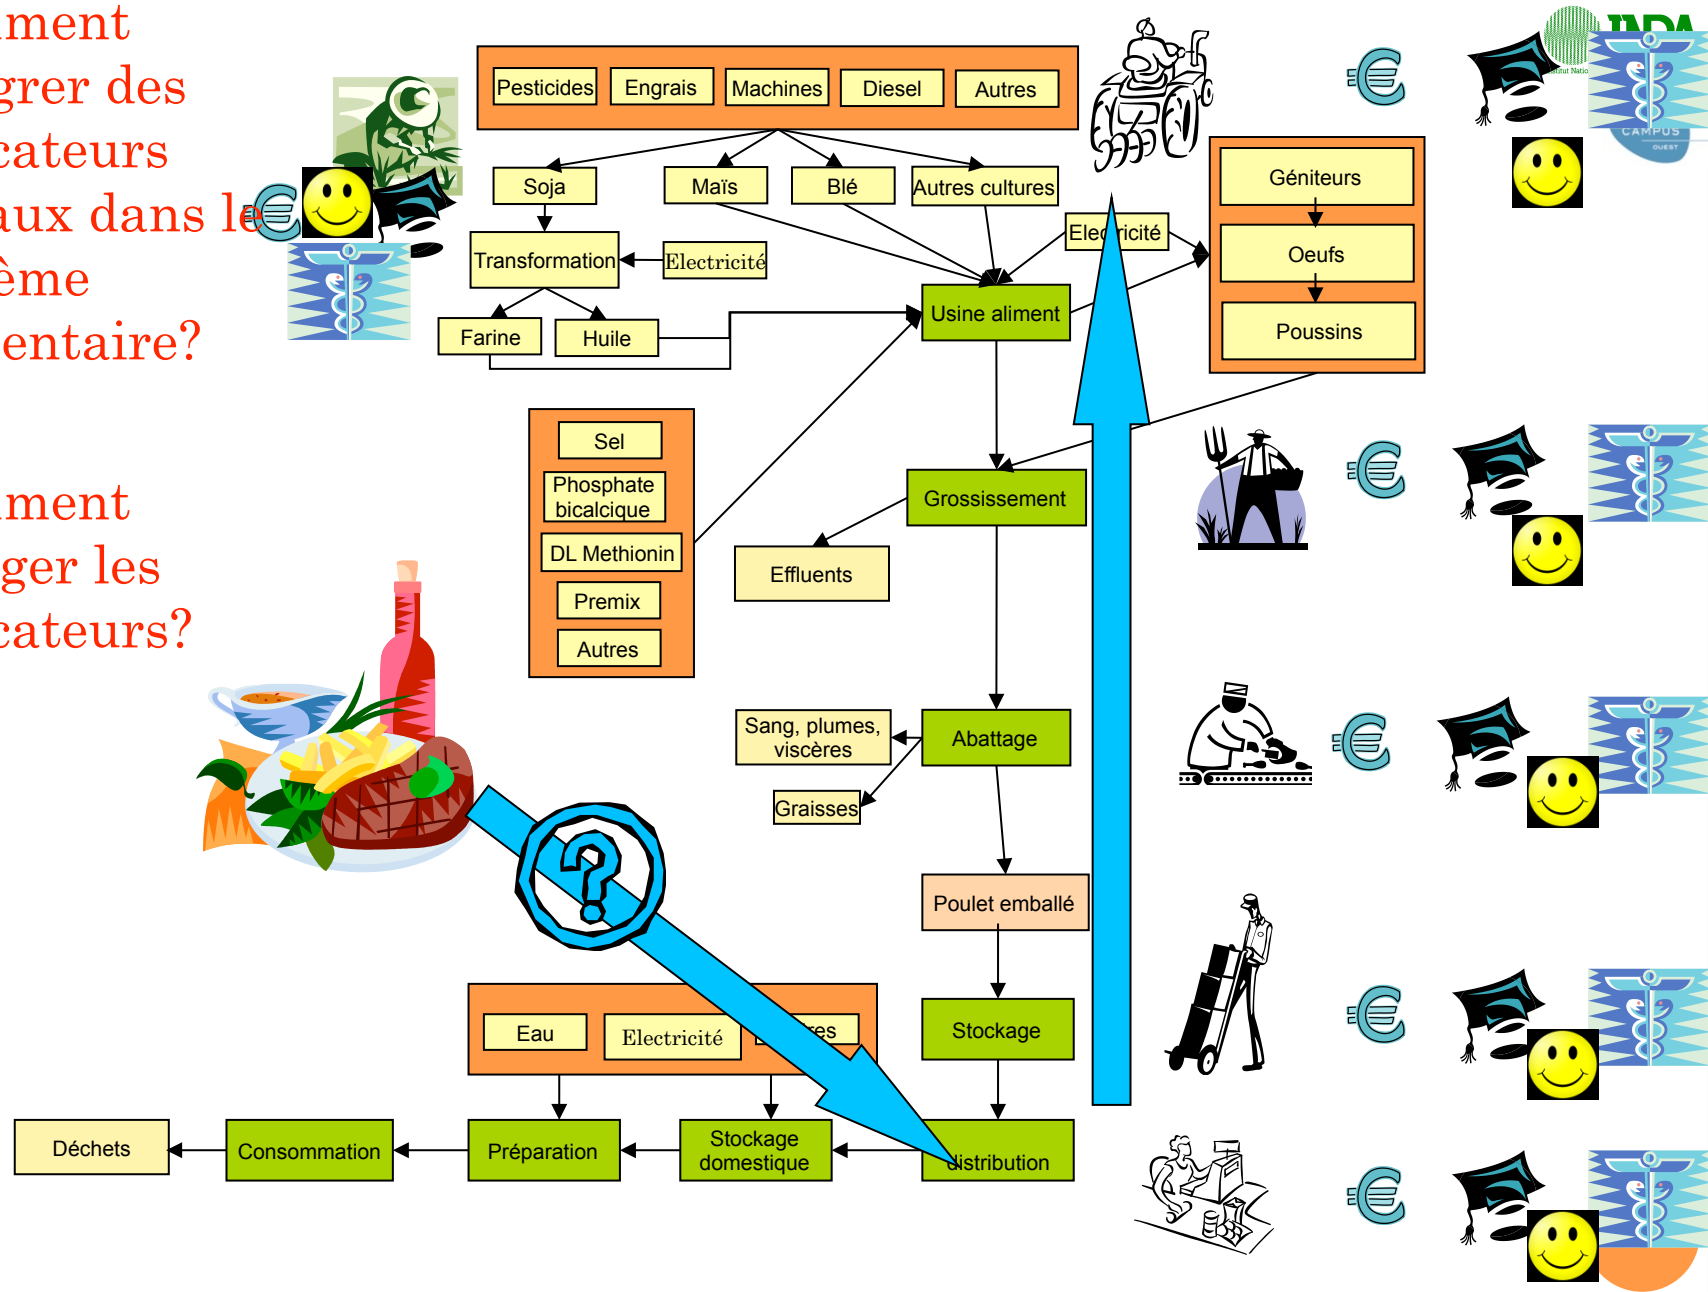 ment
grer des
cateurs
aux dans le
ème
entaire?
ment
ger les
cateurs?
Pesticides
Engrais
Machines
Diesel
Autres
Soja
Maïs
Blé
Autres cultures
Transformation
Electricité
Electricité
Farine
Huile
Usine aliment
Géniteurs
Oeufs
Poussins
Sel
Phosphate
bicalcique
DL Methionin
Premix
Autres
Grossissement
Effluents
Sang, plumes,
viscères
Abattage
Graisses
Poulet emballé
Eau
Electricité
Stockage
Déchets
Consommation
Préparation
Stockage
domestique
distribution
CAMPUS
OUEST